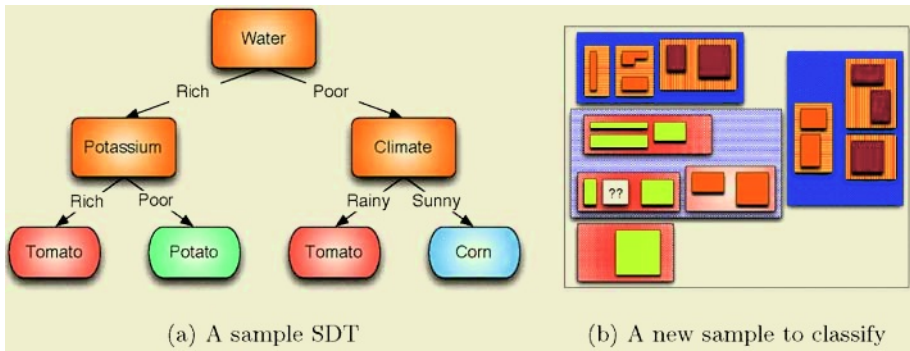 Water
Rich
Poor
Potassium
Climate
Rich
Poor
Rainy
Sunny
Tomato
Potato
Tomato
Corn
??
(a) A sample SDT
(b) A new sample to classify